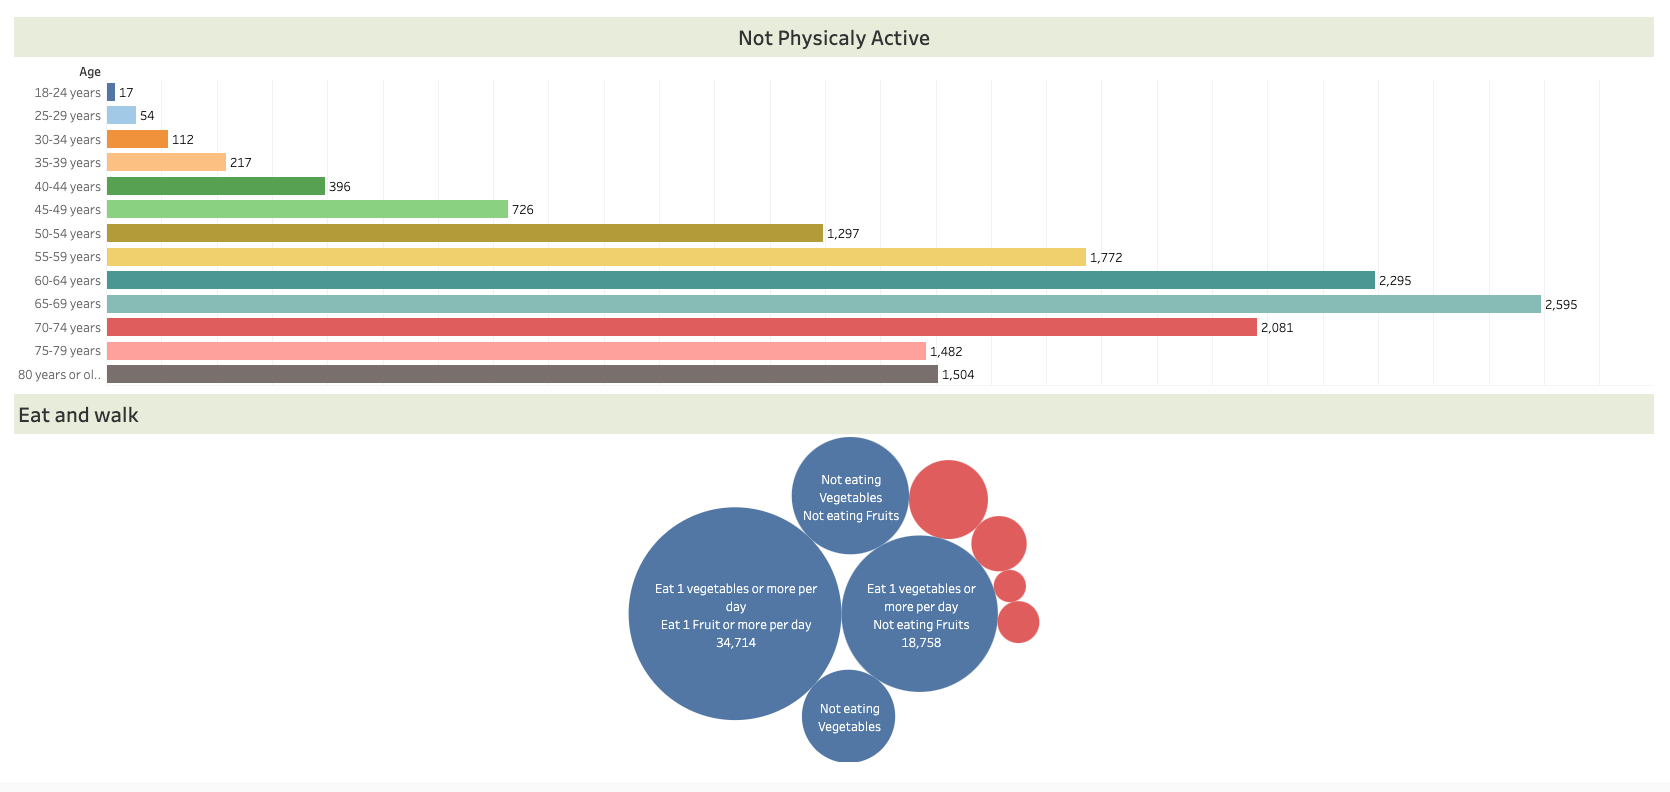 Not Physicaly Active
Age
18-24 years 17
25-29 years 54
30-34 years 112
35-39 years 217
40-44 years 396
45-49 years 726
50-54 years 1,297
55-59 years 1,772
60-64 years 2,295
65-69 years 2,595
70-74 years 2,081
75-79 years 1,482
80 years or ol.. 1,504
Eat and walk
Not eating
Vegetables
Not eating Fruits
Eat 1 vegetables or more per
day
Eat 1 Fruit or more per day
34,714
Eat 1 vegetables or
more per day
Not eating Fruits
18,758
Not eating
Vegetables